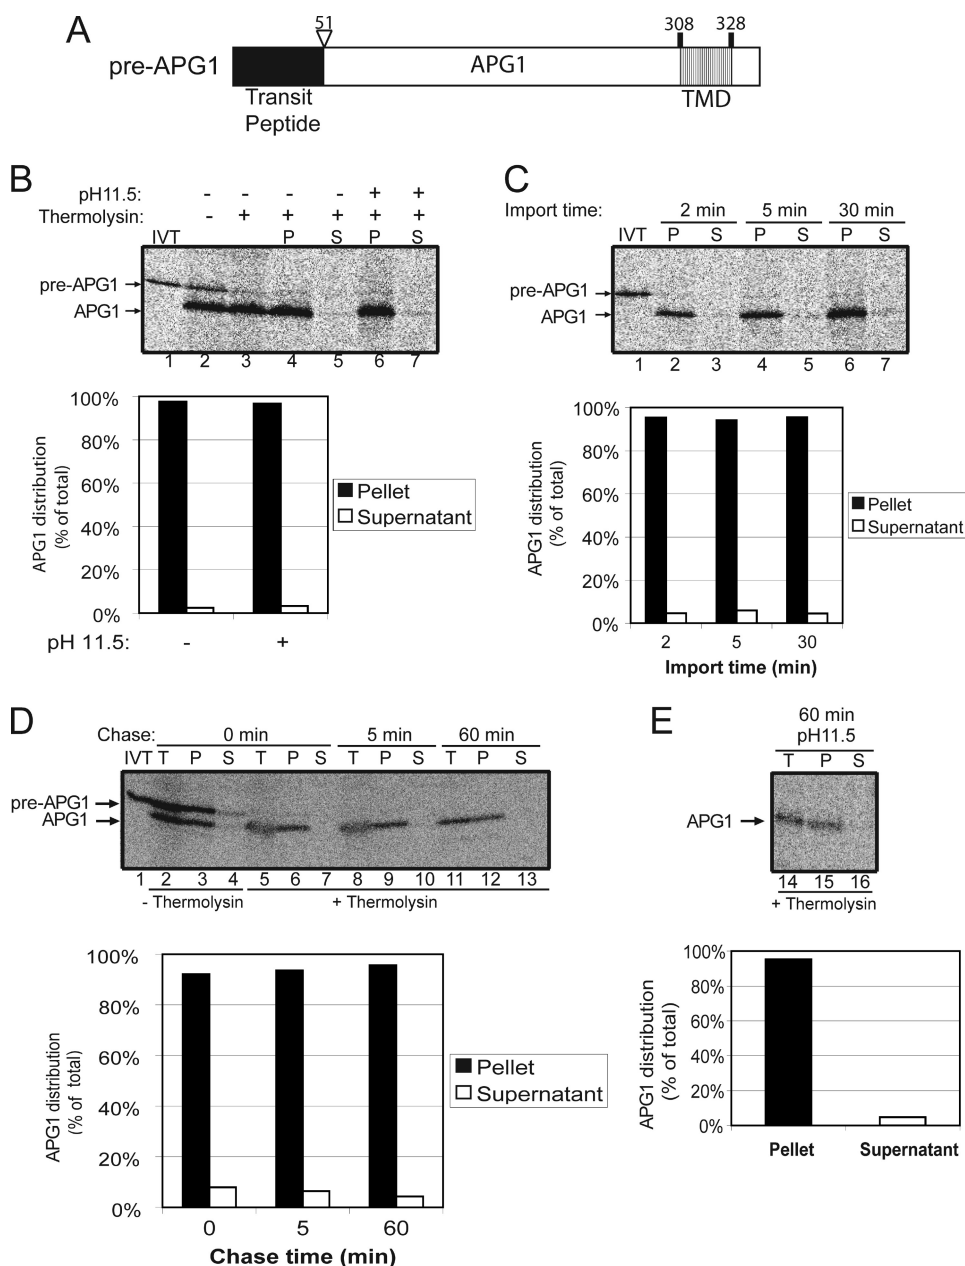 A
51
308 328
pre-APG1
APG1
Transit
Peptide
TMD
B
pH11.5: - - - - + +
Thermolysin: - + + + + +
IVT P S P S
pre-APG1
APG1
1 2 3 4 5 6 7
100%
80%
60%
40%
20%
0%
APG1 distribution
(% of total)
Pellet
Supernatant
pH 11.5: - +
C
Import time: 2 min 5 min 30 min
IVT P S P S P S
pre-APG1
APG1
1 2 3 4 5 6 7
100%
80%
60%
40%
20%
0%
APG1 distribution
(% of total)
Pellet
Supernatant
2 5 30
Import time (min)
D
Chase: 0 min 5 min 60 min
IVT T P S T P S T P S T P S
pre-APG1
APG1
1 2 3 4 5 6 7 8 9 10 11 12 13
- Thermolysin + Thermolysin
100%
80%
60%
40%
20%
0%
APG1 distribution
(% of total)
Pellet
Supernatant
0 5 60
Chase time (min)
E
60 min
pH11.5
T P S
APG1
14 15 16
+ Thermolysin
100%
80%
60%
40%
20%
0%
APG1 distribution
(% of total)
Pellet Supernatant